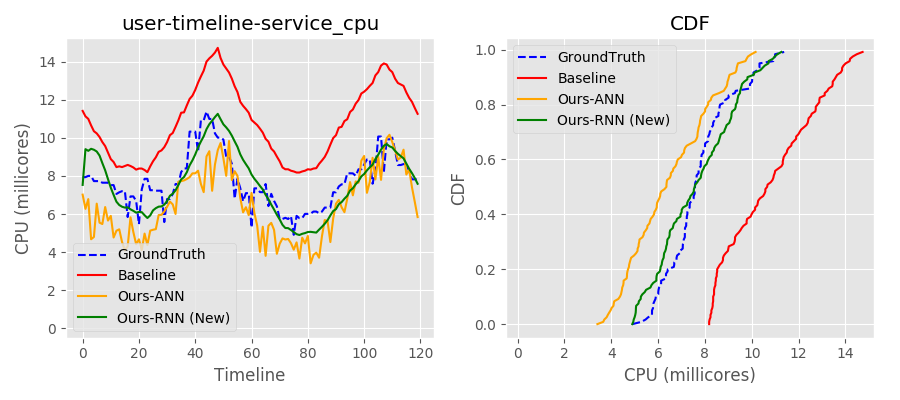 user-timeline-service_cpu
CPU (millicores)
14
12
10
8
6
4
2
0
GroundTruth
Baseline
Ours-ANN
Ours-RNN (New)
0 20 40 60 80 100 120
Timeline
CDF
CDF
1.0
0.8
0.6
0.4
0.2
0.0
GroundTruth
Baseline
Ours-ANN
Ours-RNN (New)
0 2 4 6 8 10 12 14
CPU (millicores)